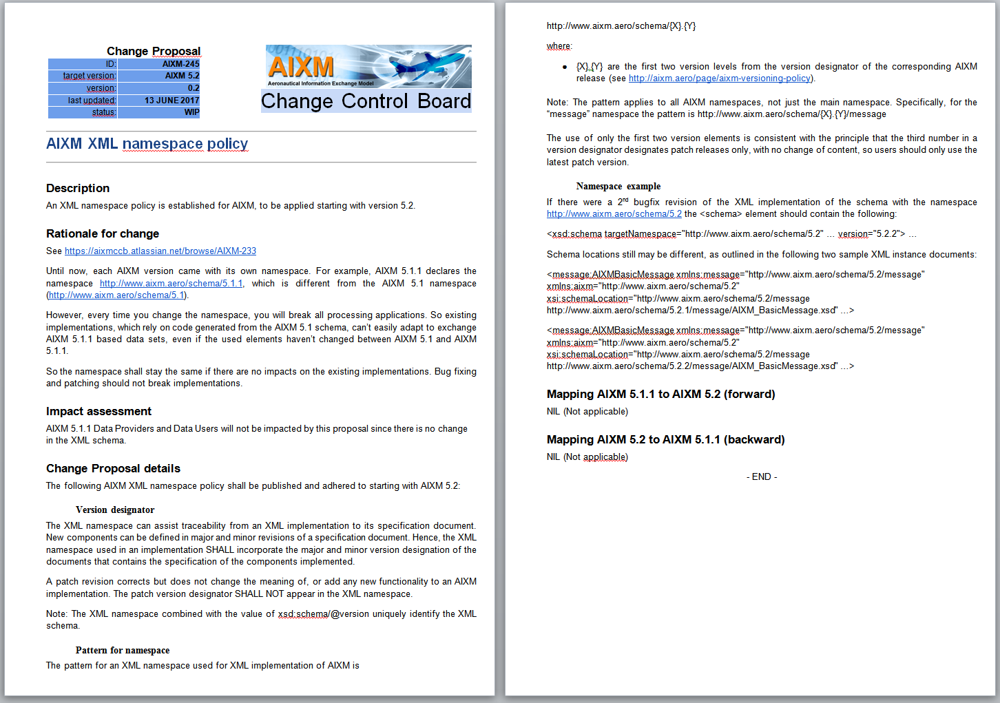 Change Proposal
ID: AIXM-245
target version: AIXM 5.2
version: 0.2
last updated: 13 JUNE 2017
status: WIP
AIXM
Aeronautical Information Exchange Model
Change Control Board
AIXM XML namespace policy
Description
An XML namespace policy is established for AIXM, to be applied starting with version 5.2.
Rationale for change
See https://aixmccb.atlassian.net/browse/AIXM-233
Until now, each AIXM version came with its own namespace. For example, AIXM 5.1.1 declares the
namespace http://www.aixm.aero/schema/5.1.1, which is different from the AIXM 5.1 namespace
(http://www.aixm.aero/schema/5.1).
However, every time you change the namespace, you will break all processing applications. So existing
implementations, which rely on code generated from the AIXM 5.1 schema, can't easily adapt to exchange
AIXM 5.1.1 based data sets, even if the used elements haven't changed between AIXM 5.1 and AIXM
5.1.1.
So the namespace shall stay the same if there are no impacts on the existing implementations. Bug fixing
and patching should not break implementations.
Impact assessment
AIXM 5.1.1 Data Providers and Data Users will not be impacted by this proposal since there is no change
in the XML schema.
Change Proposal details
The following AIXM XML namespace policy shall be published and adhered to starting with AIXM 5.2:
Version designator
The XML namespace can assist traceability from an XML implementation to its specification document.
New components can be defined in major and minor revisions of a specification document. Hence, the XML
namespace used in an implementation SHALL incorporate the major and minor version designation of the
documents that contains the specification of the components implemented.
A patch revision corrects but does not change the meaning of, or add any new functionality to an AIXM
implementation. The patch version designator SHALL NOT appear in the XML namespace.
Note: The XML namespace combined with the value of xsd:schema/@version uniquely identify the XML
schema.
Pattern for namespace
The pattern for an XML namespace used for XML implementation of AIXM is
http://www.aixm.aero/schema/{X}.{Y}
where:
● {X}.{Y} are the first two version levels from the version designator of the corresponding AIXM
release (see http://aixm.aero/page/aixm-versioning-policy).
Note: The pattern applies to all AIXM namespaces, not just the main namespace. Specifically, for the
“message” namespace the pattern is http://www.aixm.aero/schema/{X}.{Y}/message
The use of only the first two version elements is consistent with the principle that the third number in a
version designator designates patch releases only, with no change of content, so users should only use the
latest patch version.
Namespace example
If there were a 2nd bugfix revision of the XML implementation of the schema with the namespace
http://www.aixm.aero/schema/5.2 the <schema> element should contain the following:
<xsd:schema targetNamespace="http://www.aixm.aero/schema/5.2" … version="5.2.2"> …
Schema locations still may be different, as outlined in the following two sample XML instance documents:
<message:AIXMBasicMessage xmlns:message="http://www.aixm.aero/schema/5.2/message"
xmlns:aixm="http://www.aixm.aero/schema/5.2"
xsi:schemaLocation="http://www.aixm.aero/schema/5.2/message
http://www.aixm.aero/schema/5.2.1/message/AIXM_BasicMessage.xsd" …>
<message:AIXMBasicMessage xmlns:message="http://www.aixm.aero/schema/5.2/message"
xmlns:aixm="http://www.aixm.aero/schema/5.2"
xsi:schemaLocation="http://www.aixm.aero/schema/5.2/message
http://www.aixm.aero/schema/5.2.2/message/AIXM_BasicMessage.xsd" …>
Mapping AIXM 5.1.1 to AIXM 5.2 (forward)
NIL (Not applicable)
Mapping AIXM 5.2 to AIXM 5.1.1 (backward)
NIL (Not applicable)
- END -